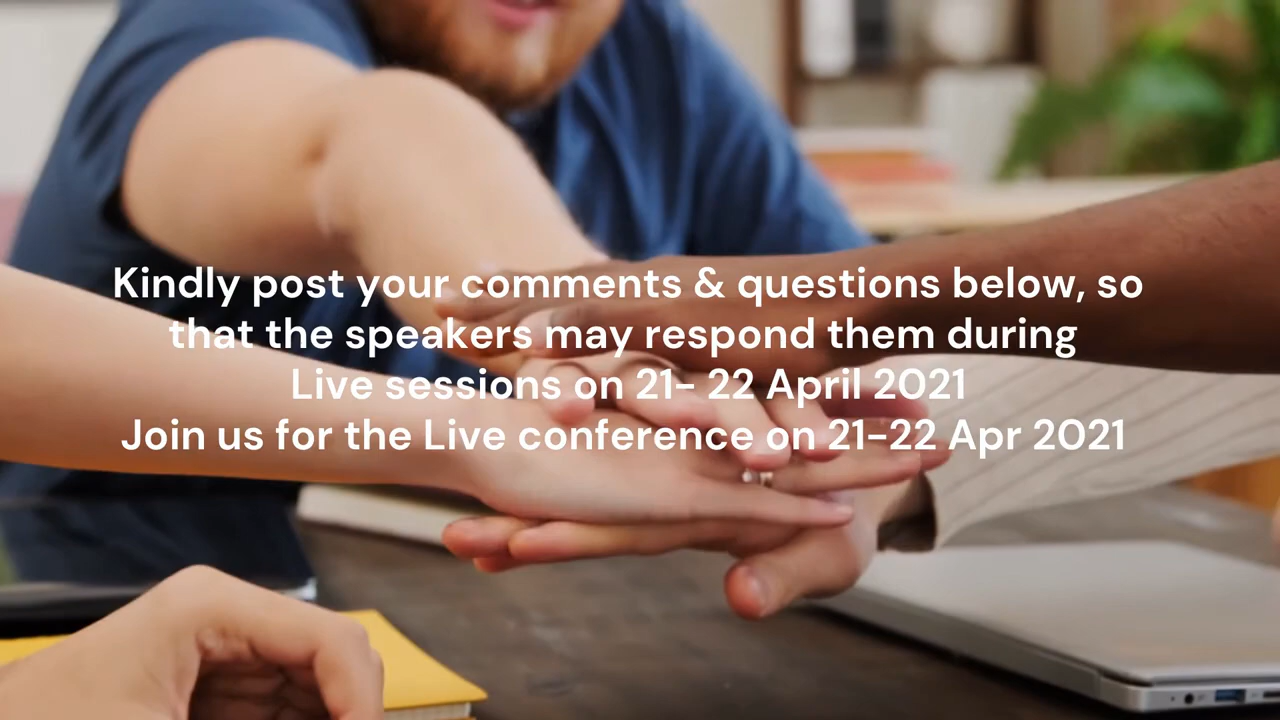 Kindly post your comments & questions below, so
that the speakers may respond them during
Live sessions on 21- 22 April 2021
Join us for the Live conference on 21-22 Apr 2021